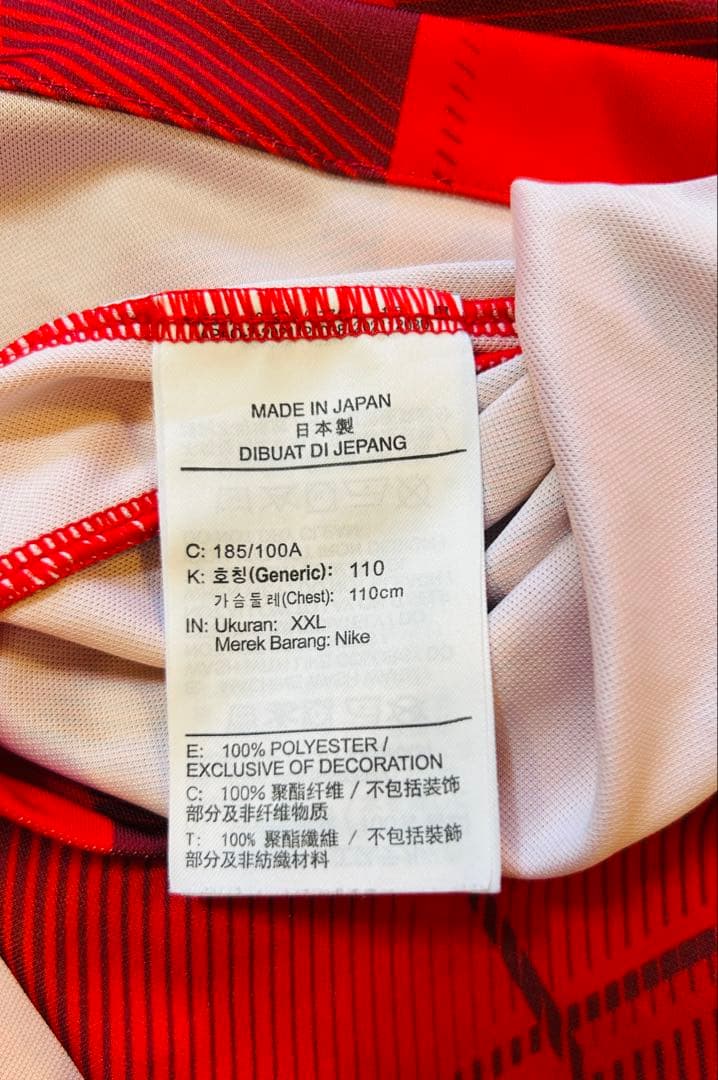 MADE IN JAPAN
日本製
DIBUAT DI JEPANG
C: 185/100A
K: 호칭(Generic): 110
가슴둘레(Chest): 110cm
IN: Ukuran: XXL
Merek Barang: Nike
E: 100% POLYESTER /
EXCLUSIVE OF DECORATION
C: 100% 聚酯纤维 / 不包括装饰
部分及非纤维物质
T: 100% 聚酯纖維 / 不包括裝飾
部分及非紡織材料